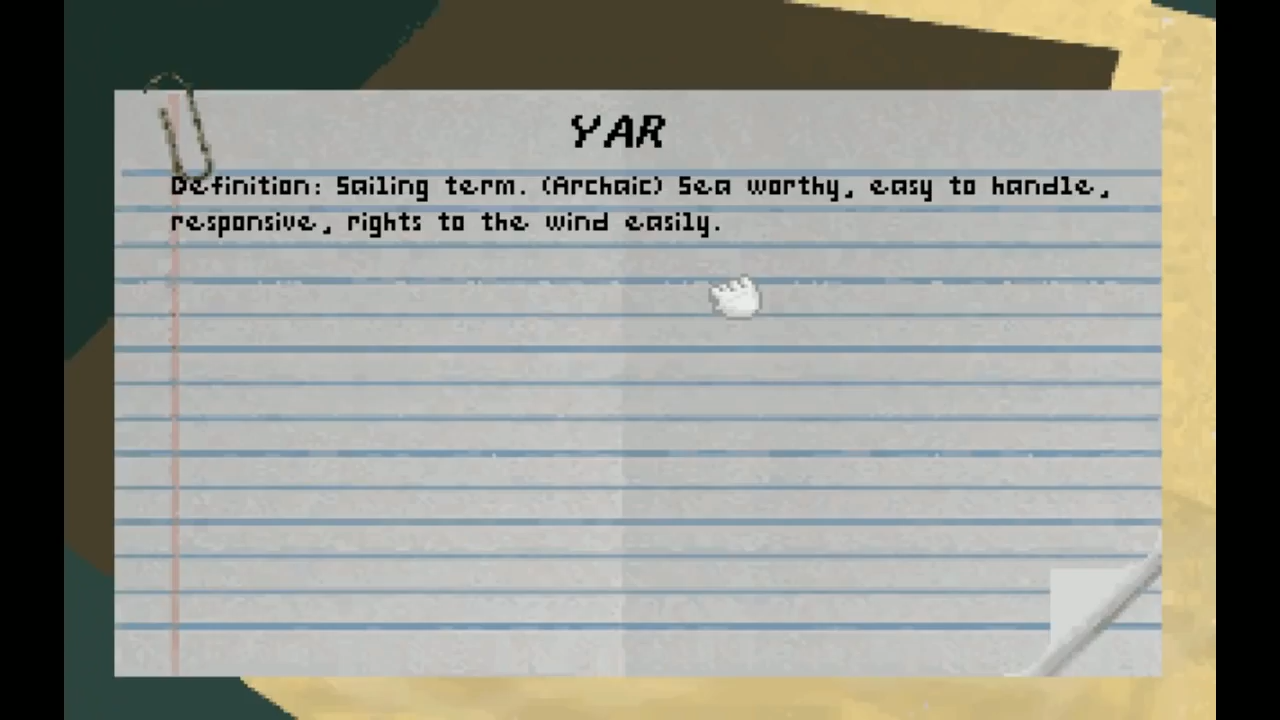 YAR
Definition: Sailing term. (Archaic) Sea worthy, easy to handle,
responsive, rights to the wind easily.